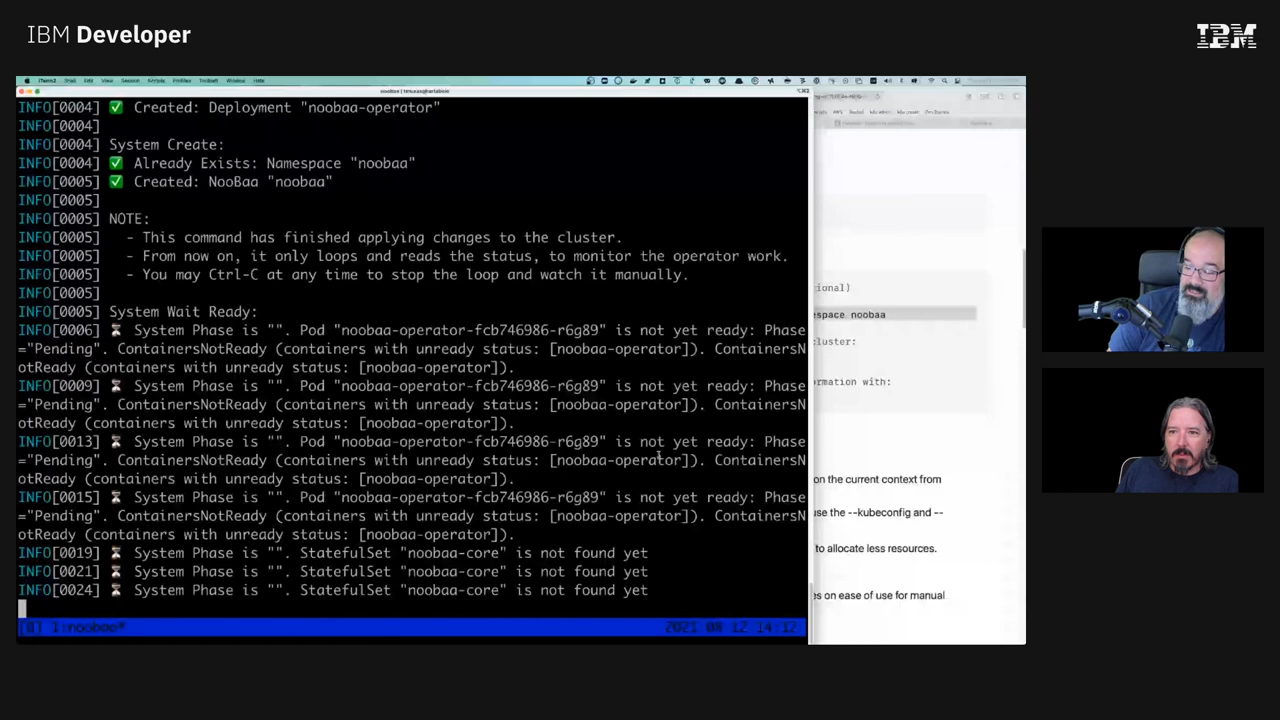 IBM Developer
IBM
INFO[0004] ✅ Created: Deployment "noobaa-operator"
INFO[0004]
INFO[0004] System Create:
INFO[0004] ✅ Already Exists: Namespace "noobaa"
INFO[0005] ✅ Created: NooBaa "noobaa"
INFO[0005]
INFO[0005] NOTE:
INFO[0005]   - This command has finished applying changes to the cluster.
INFO[0005]   - From now on, it only loops and reads the status, to monitor the operator work.
INFO[0005]   - You may Ctrl-C at any time to stop the loop and watch it manually.
INFO[0005]
INFO[0005] System Wait Ready:
INFO[0006] ⏳ System Phase is "". Pod "noobaa-operator-fcb746986-r6g89" is not yet ready: Phase
="Pending". ContainersNotReady (containers with unready status: [noobaa-operator]). ContainersN
otReady (containers with unready status: [noobaa-operator]).
INFO[0009] ⏳ System Phase is "". Pod "noobaa-operator-fcb746986-r6g89" is not yet ready: Phase
="Pending". ContainersNotReady (containers with unready status: [noobaa-operator]). ContainersN
otReady (containers with unready status: [noobaa-operator]).
INFO[0013] ⏳ System Phase is "". Pod "noobaa-operator-fcb746986-r6g89" is not yet ready: Phase
="Pending". ContainersNotReady (containers with unready status: [noobaa-operator]). ContainersN
otReady (containers with unready status: [noobaa-operator]).
INFO[0015] ⏳ System Phase is "". Pod "noobaa-operator-fcb746986-r6g89" is not yet ready: Phase
="Pending". ContainersNotReady (containers with unready status: [noobaa-operator]). ContainersN
otReady (containers with unready status: [noobaa-operator]).
INFO[0019] ⏳ System Phase is "". StatefulSet "noobaa-core" is not found yet
INFO[0021] ⏳ System Phase is "". StatefulSet "noobaa-core" is not found yet
INFO[0024] ⏳ System Phase is "". StatefulSet "noobaa-core" is not found yet
[0] 1:noobaa* 2021 08 12 14:12
ional)
space noobaa
cluster:
ormation with:
on the current context from
use the --kubeconfig and --
to allocate less resources.
es on ease of use for manual